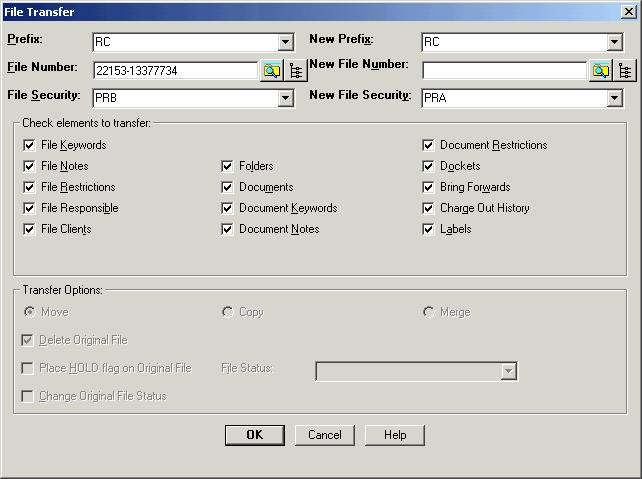 File Transfer
Prefix: RC New Prefix: RC
File Number: 22153-13377734 New File Number:
File Security: PRB New File Security: PRA
Check elements to transfer:
File Keywords Document Restrictions
File Notes Folders Dockets
File Restrictions Documents Bring Forwards
File Responsible Document Keywords Charge Out History
File Clients Document Notes Labels
Transfer Options:
Move Copy Merge
Delete Original File
Place HOLD flag on Original File File Status:
Change Original File Status
OK Cancel Help